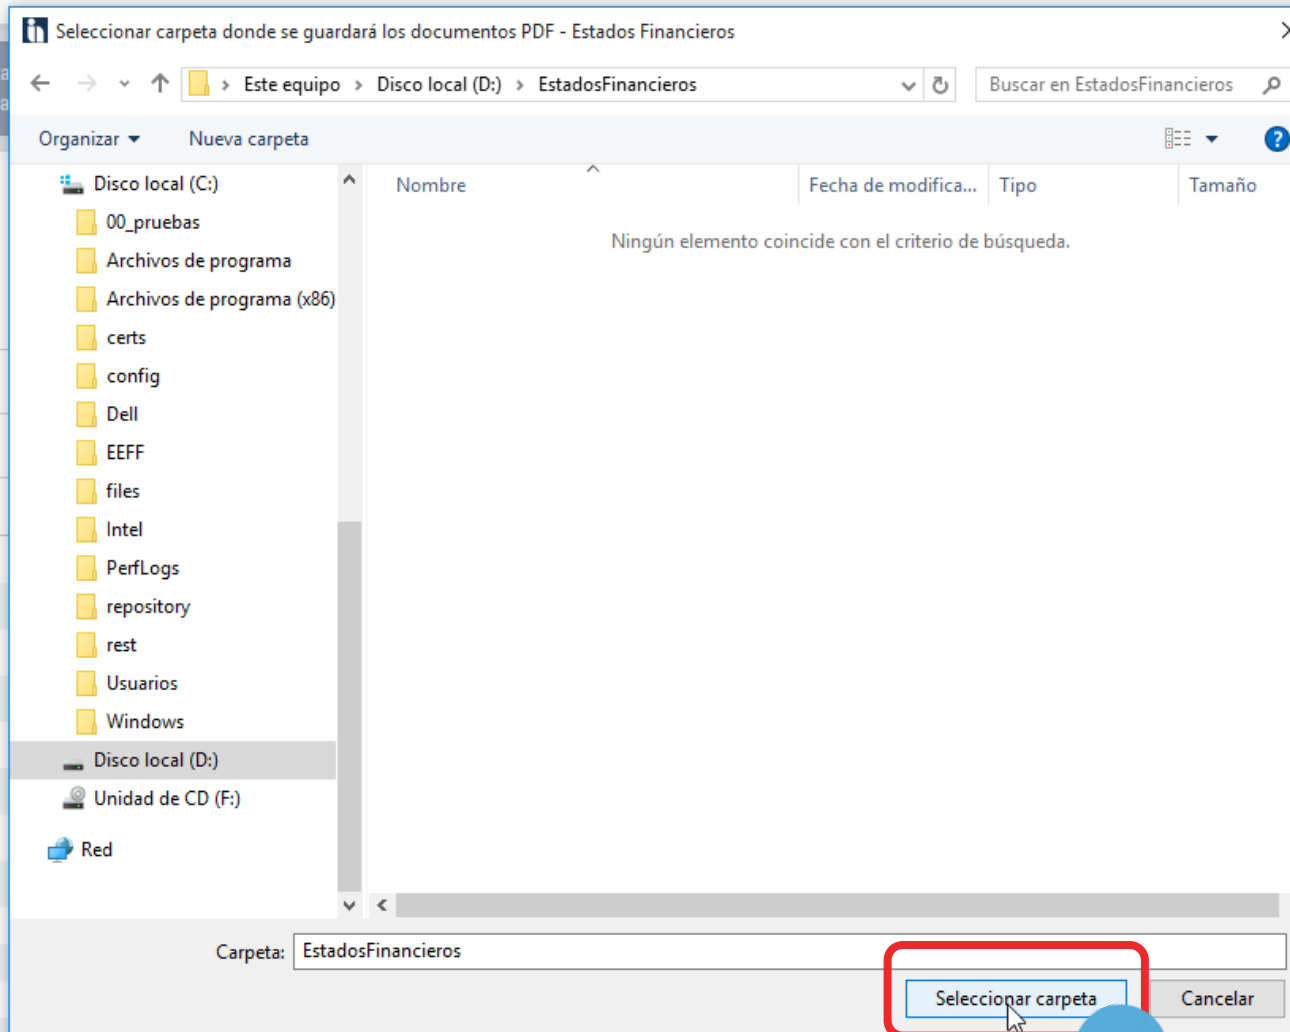 Seleccionar carpeta donde se guardará los documentos PDF - Estados Financieros
Este equipo > Disco local (D:) > EstadosFinancieros
Buscar en EstadosFinancieros
Organizar
Nueva carpeta
Nombre
Fecha de modifica...
Tipo
Tamaño
Ningún elemento coincide con el criterio de búsqueda.
Disco local (C:)
00_pruebas
Archivos de programa
Archivos de programa (x86)
certs
config
Dell
EEFF
files
Intel
PerfLogs
repository
rest
Usuarios
Windows
Disco local (D:)
Unidad de CD (F:)
Red
Carpeta: EstadosFinancieros
Seleccionar carpeta
Cancelar